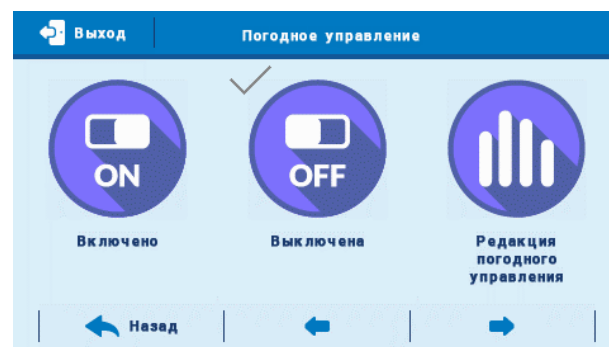 Выход
Погодное управление
ON
OFF
Включено
Выключена
Редакция
погодного
управления
Назад